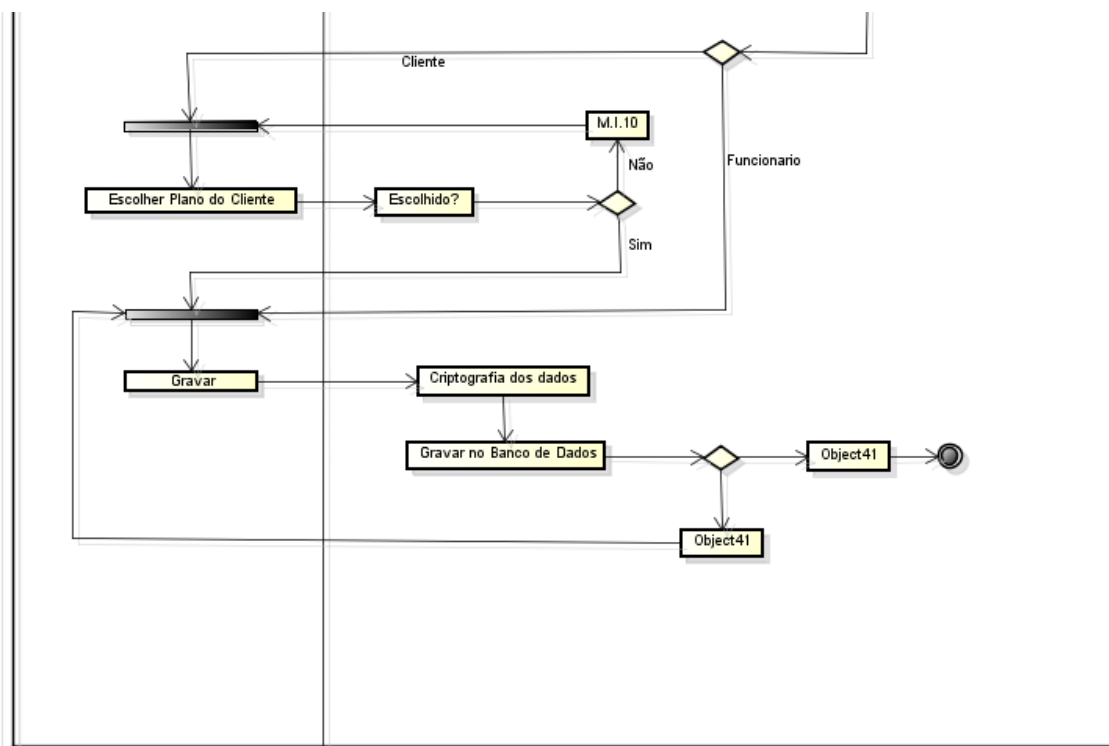 Cliente
M.I.10
Não
Funcionario
Escolher Plano do Cliente
Escolhido?
Sim
Gravar
Criptografia dos dados
Gravar no Banco de Dados
Object41
Object41